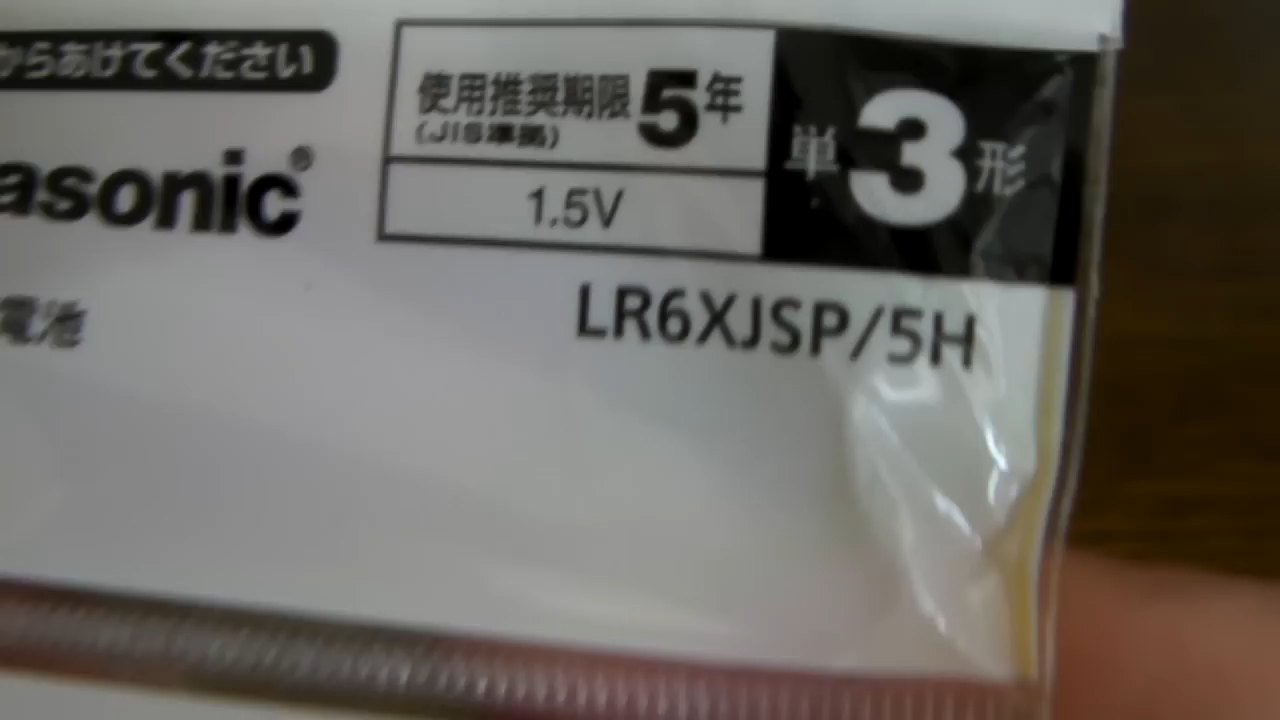 からあけてください
使用推奨期限5年
(JIS準拠)
単3形
asonic®
1.5V
電池
LR6XJSP/5H